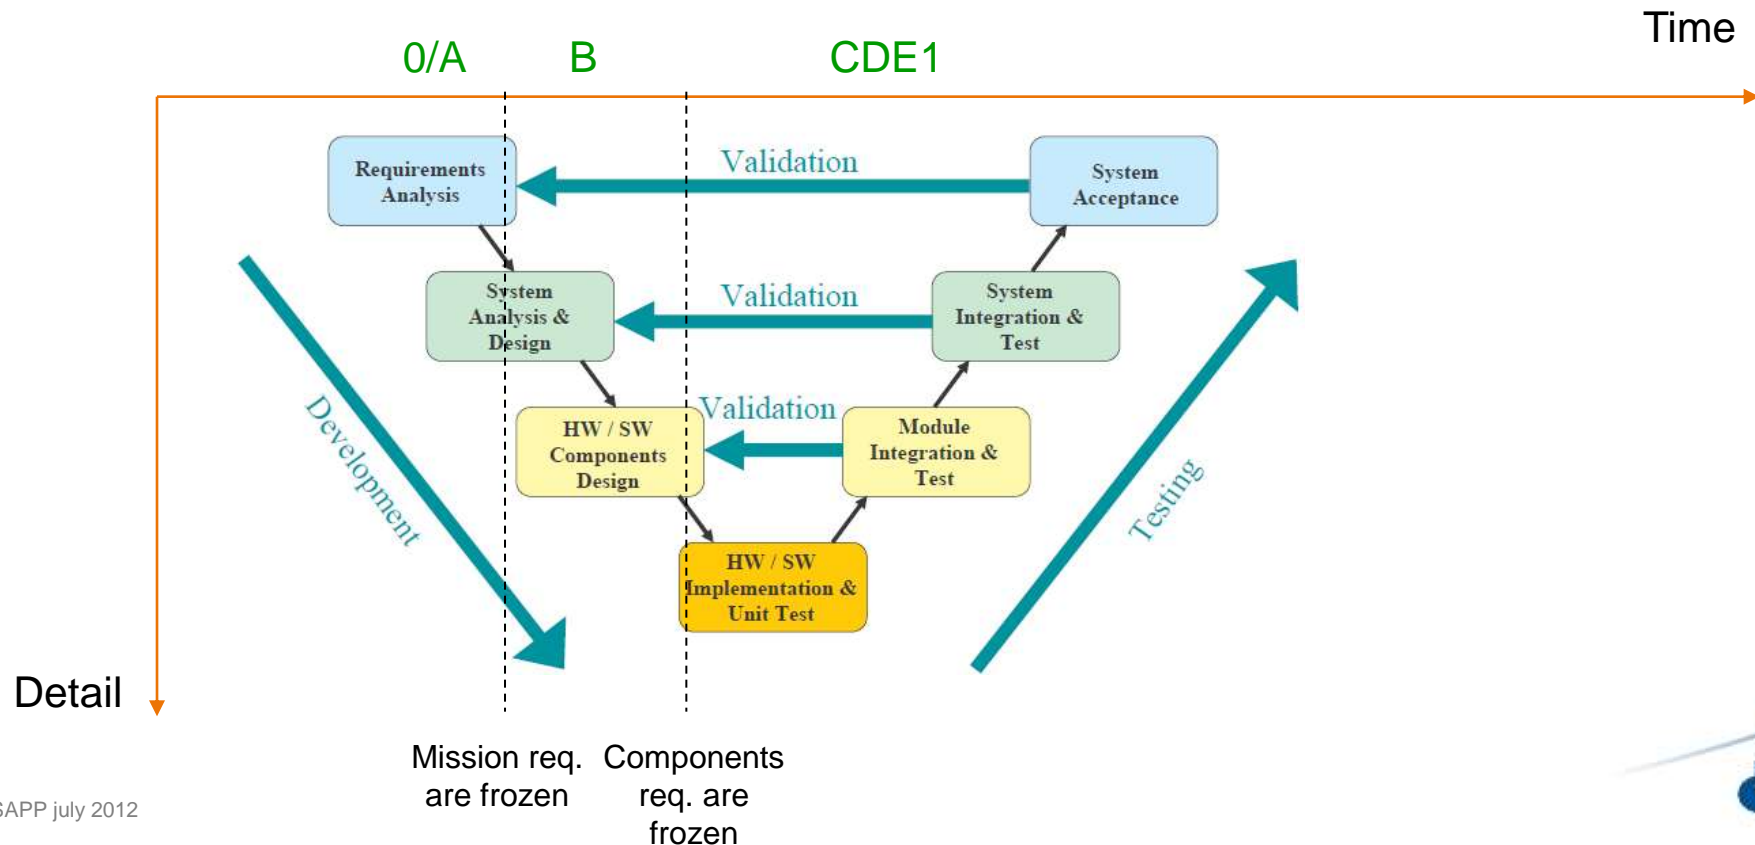 Time
0/A
B
CDE1
Requirements
Analysis
Validation
System
Acceptance
System
Analysis &
Design
Validation
System
Integration &
Test
Development
HW / SW
Components
Design
Validation
Module
Integration &
Test
Testing
HW / SW
Implementation &
Unit Test
Detail
Mission req.
are frozen
Components
req. are
frozen
SAPP july 2012